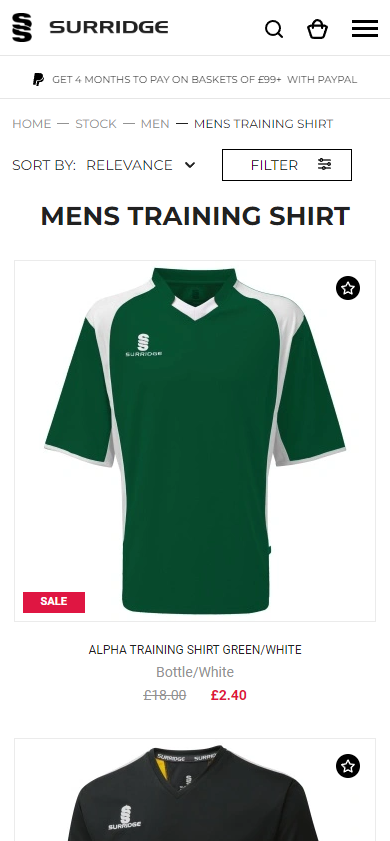 SURRIDGE
GET 4 MONTHS TO PAY ON BASKETS OF £99+ WITH PAYPAL
HOME — STOCK — MEN — MENS TRAINING SHIRT
SORT BY: RELEVANCE FILTER
MENS TRAINING SHIRT
SURRIDGE
SALE
ALPHA TRAINING SHIRT GREEN/WHITE
Bottle/White
£18.00 £2.40
SURRIDGE SURRIDGE
SURRIDGE